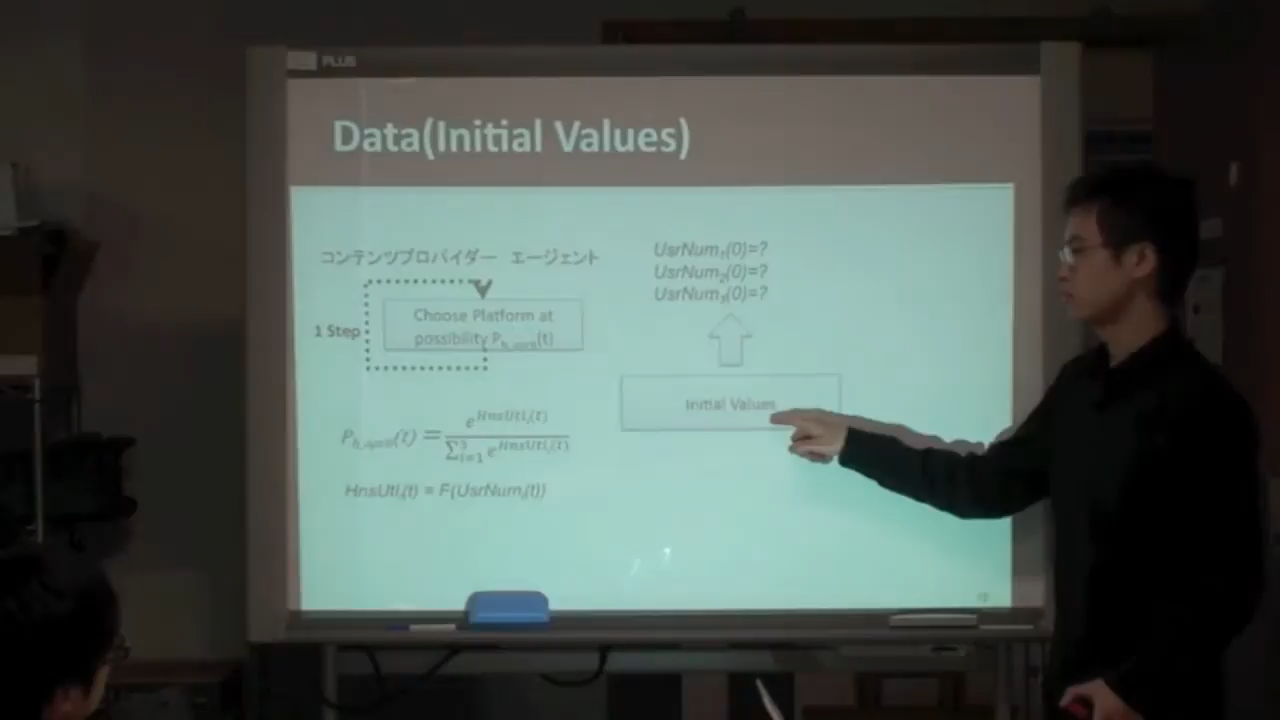 PLUS
Data(Initial Values)
コンテンツプロバイダー エージェント
1 Step
Choose Platform at
possibility P (t)
UsrNum₁(0)=?
UsrNum₂(0)=?
UsrNum₃(0)=?
Initial Values
HnsUtlᵢ(t) = F(UsrNumᵢ(t))